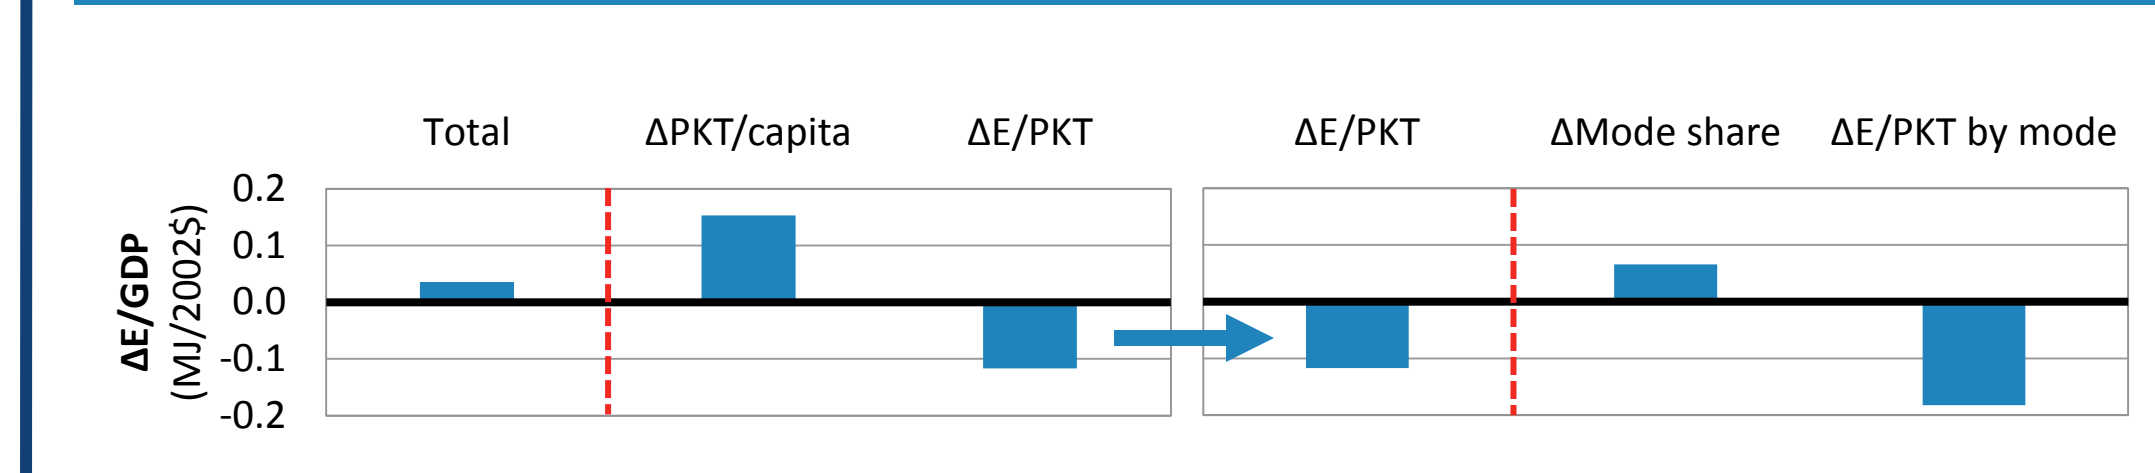 Total ΔPKT/capita ΔE/PKT ΔE/PKT ΔMode share ΔE/PKT by mode
ΔE/GDP
(MJ/2002$)
0.2
0.1
0.0
-0.1
-0.2